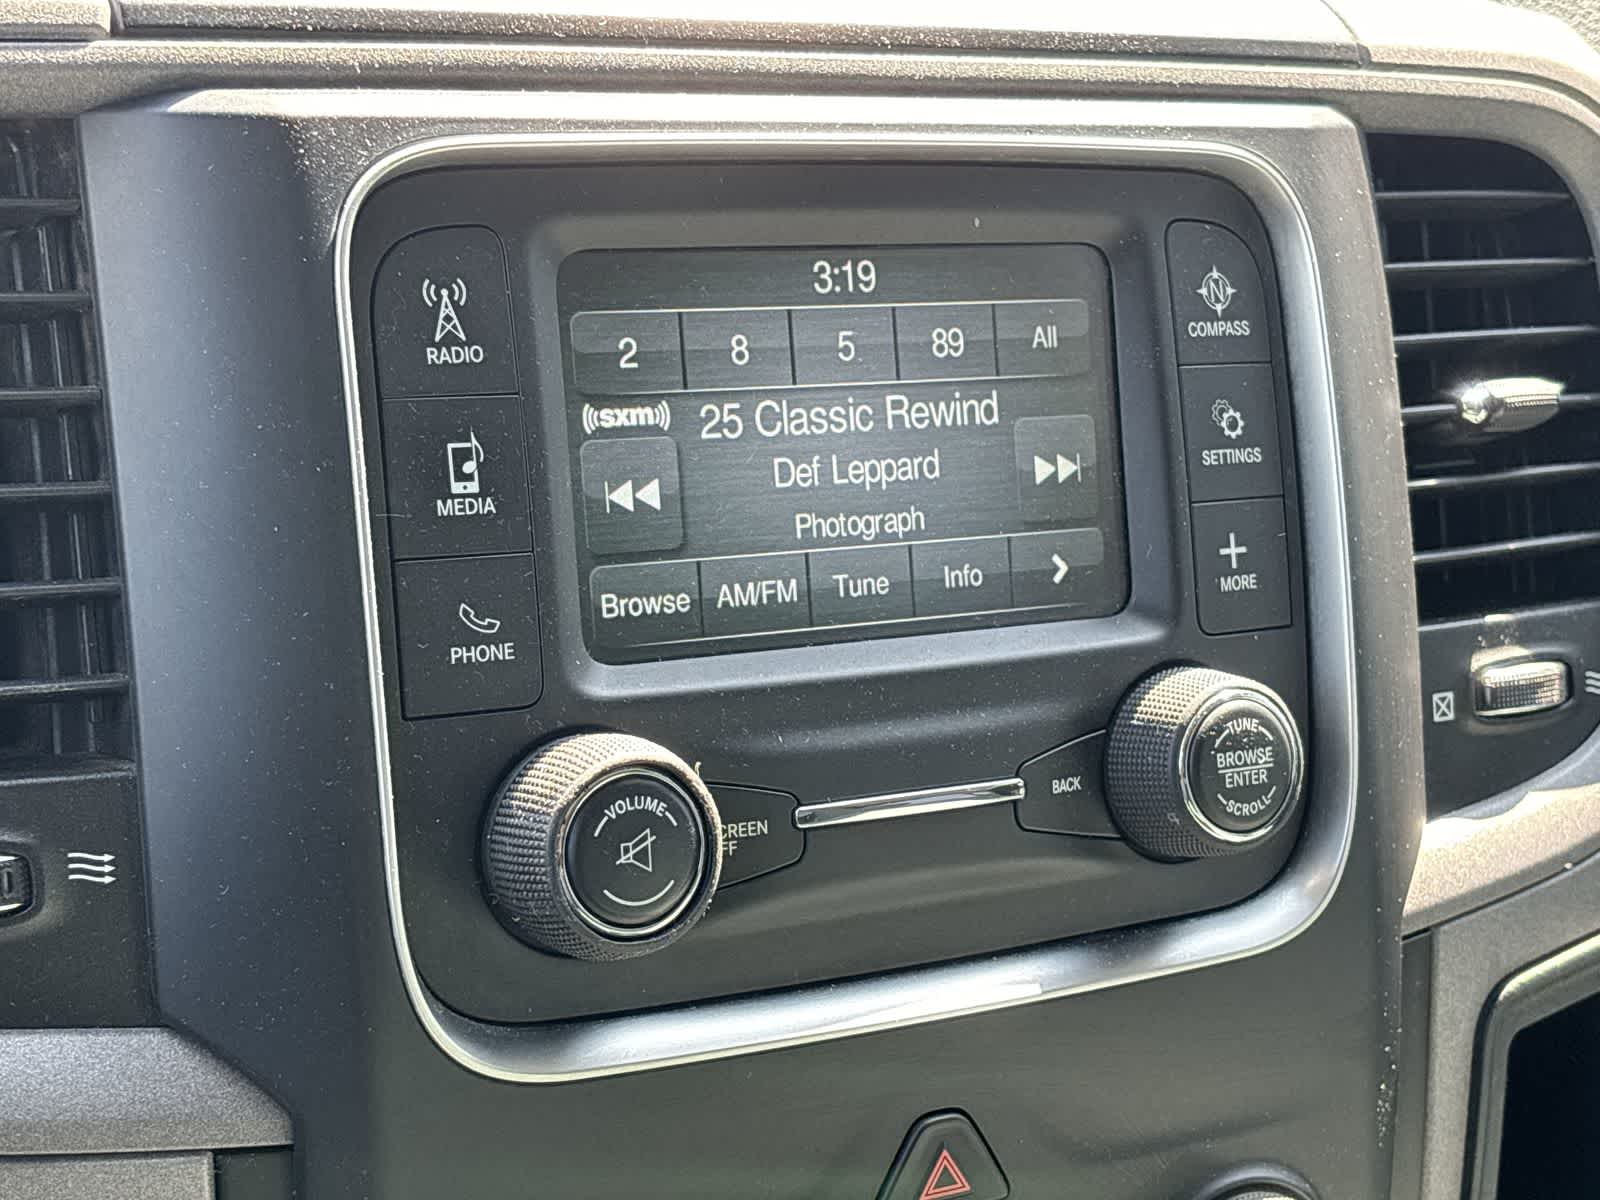 3:19
2 8 5 89 All
((sxm)) 25 Classic Rewind
Def Leppard
Photograph
Browse AM/FM Tune Info
RADIO
MEDIA
PHONE
N
COMPASS
SETTINGS
+
MORE
VOLUME
BACK
TUNE
BROWSE
ENTER
SCROLL